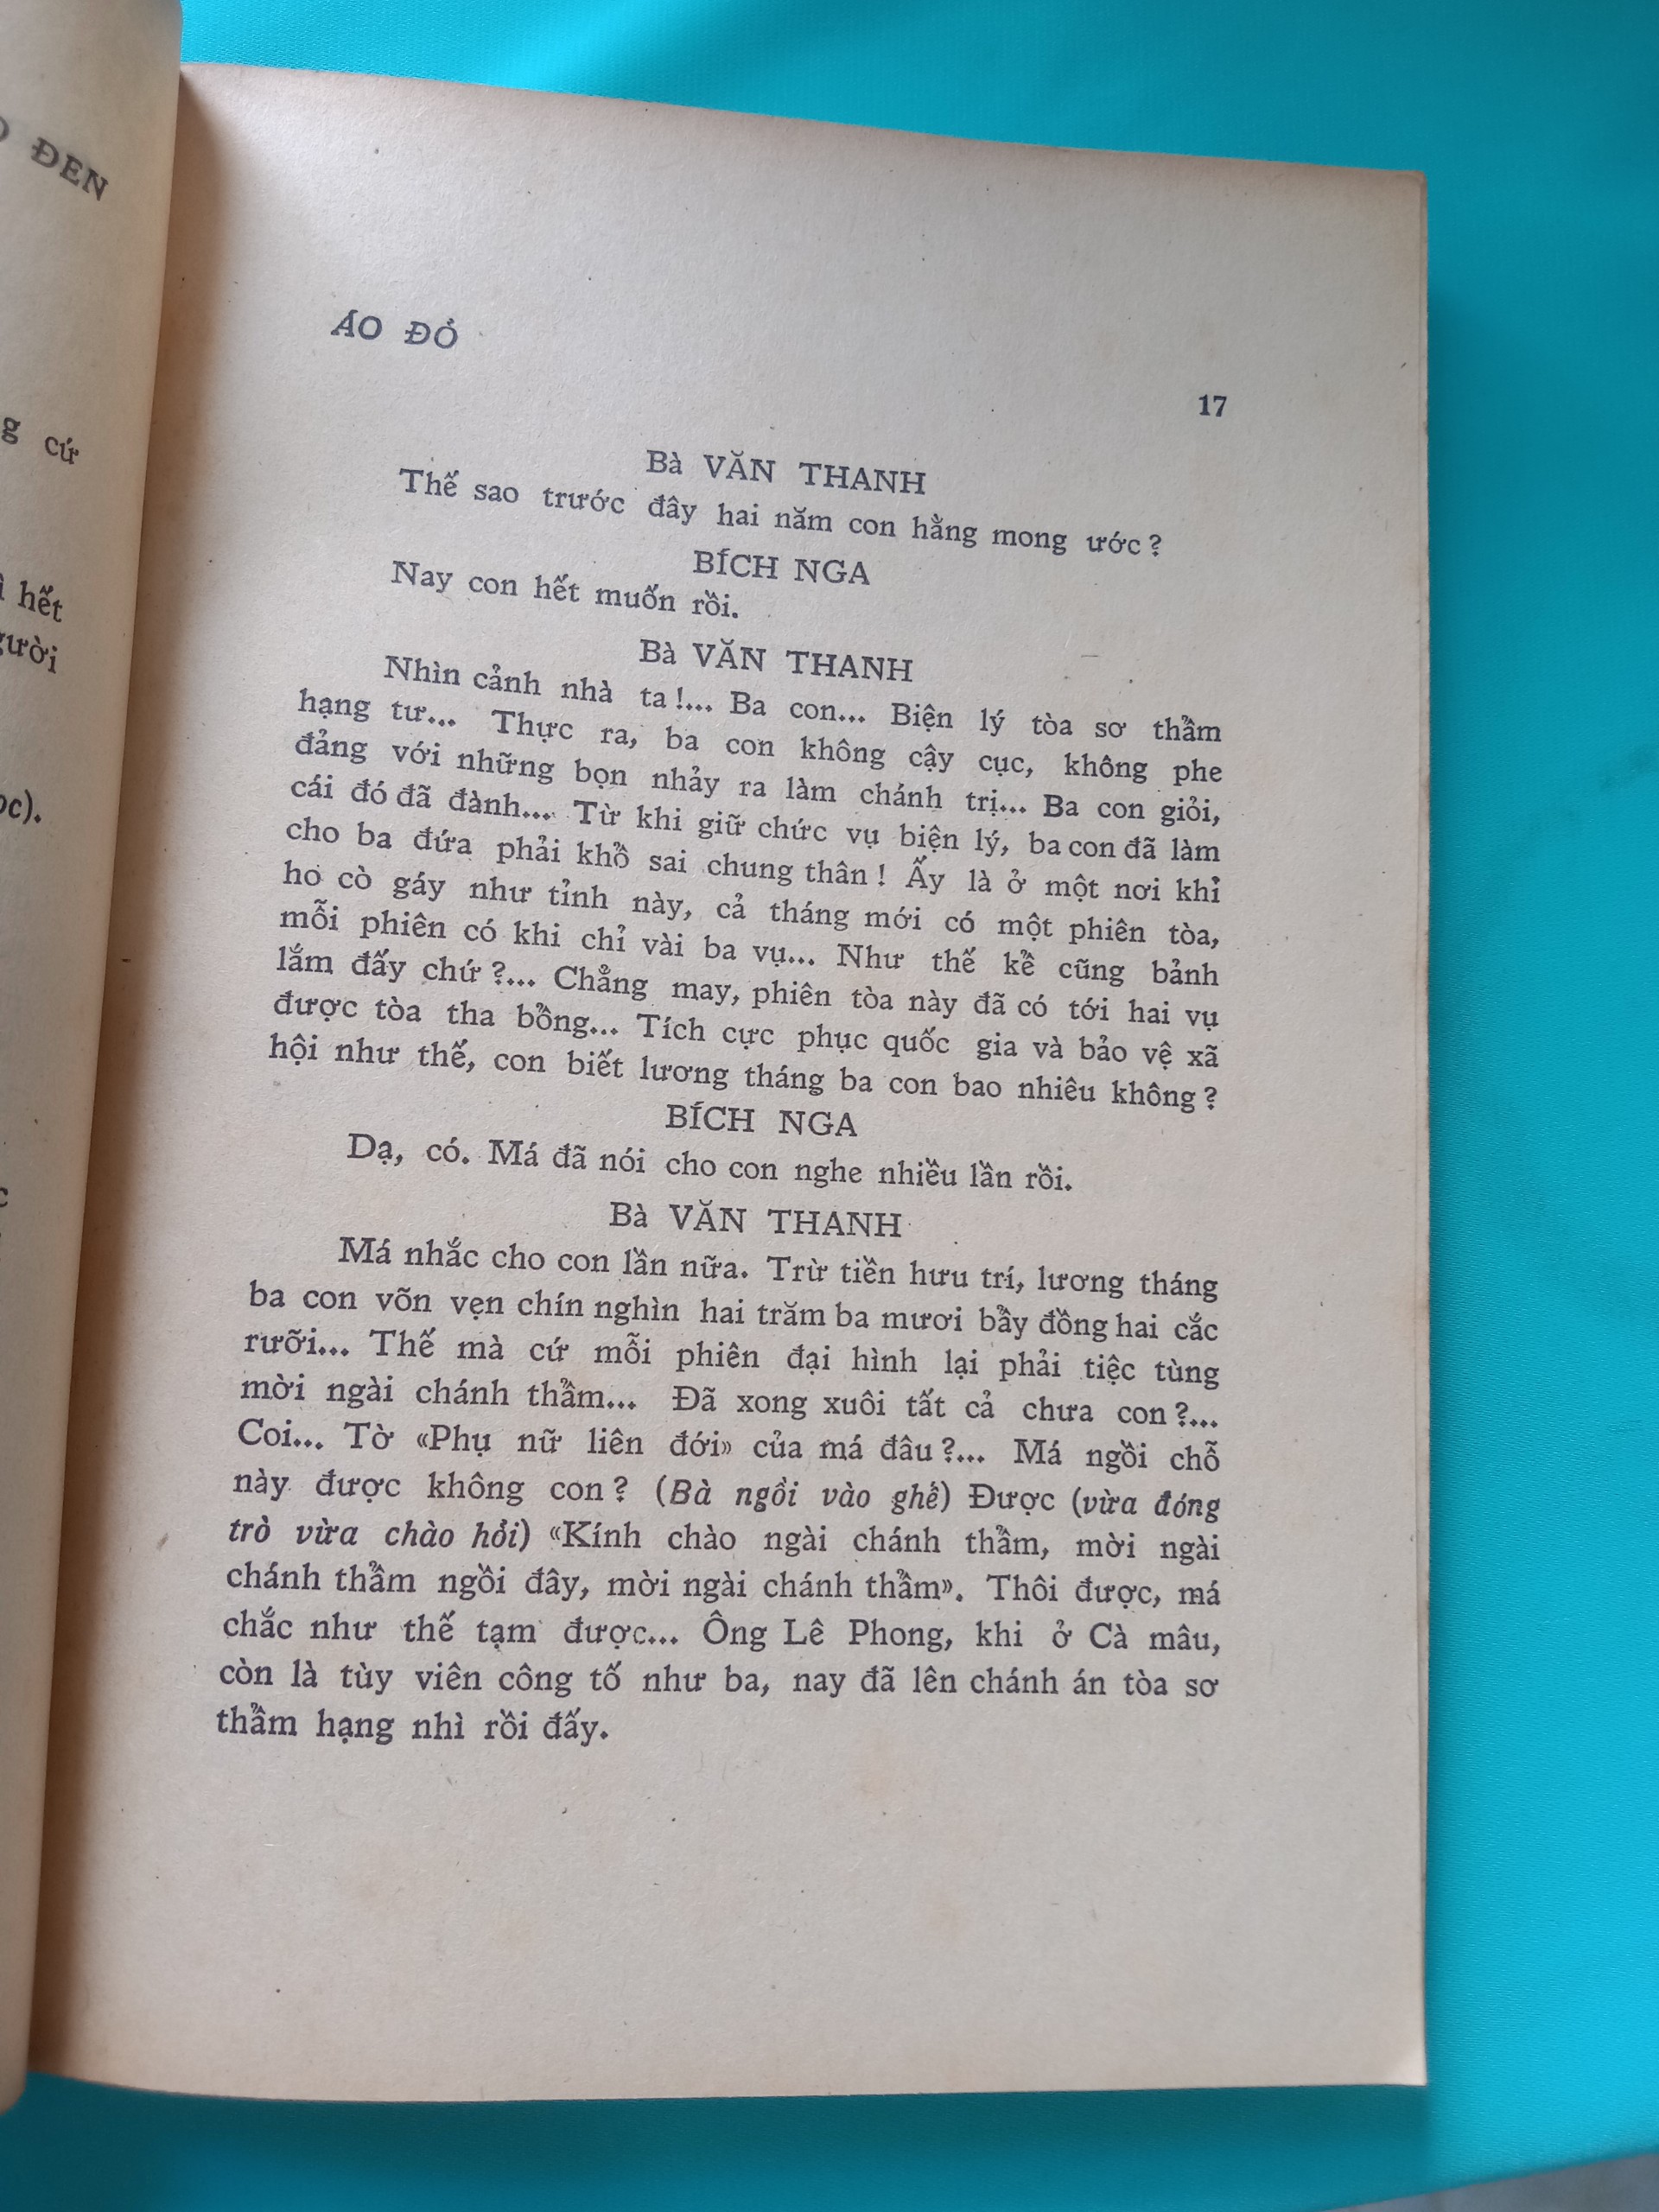 ĐEN
cứ
hết
ÁO ĐỎ
17
Bà VĂN THANH
Thế sao trước đây hai năm con hằng mong ước ?
BÍCH NGA
Nay con hết muốn rồi.
Bà VĂN THANH
Nhìn cảnh nhà ta !... Ba con... Biện lý tòa sơ thẩm
hạng tư... Thực ra, ba con không cậy cục, không phe
đảng với những bọn nhảy ra làm chánh trị... Ba con giỏi,
cái đó đã đành... Từ khi giữ chức vụ biện lý, ba con đã làm
cho ba đứa phải khổ sai chung thân ! Ấy là ở một nơi khỉ
ho cò gáy như tỉnh này, cả tháng mới có một phiên tòa,
mỗi phiên có khi chỉ vài ba vụ... Như thế kể cũng bảnh
lắm đấy chứ ?... Chẳng may, phiên tòa này đã có tới hai vụ
được tòa tha bổng... Tích cực phục quốc gia và bảo vệ xã
hội như thế, con biết lương tháng ba con bao nhiêu không ?
BÍCH NGA
Dạ, có. Má đã nói cho con nghe nhiều lần rồi.
Bà VĂN THANH
Má nhắc cho con lần nữa. Trừ tiền hưu trí, lương tháng
ba con võn vẹn chín nghìn hai trăm ba mươi bẩy đồng hai cắc
rưỡi... Thế mà cứ mỗi phiên đại hình lại phải tiệc tùng
mời ngài chánh thẩm... Đã xong xuôi tất cả chưa con ?...
Coi... Tờ «Phụ nữ liên đới» của má đâu ?... Má ngồi chỗ
này được không con ? (Bà ngồi vào ghế) Được (vừa đóng
trò vừa chào hỏi) «Kính chào ngài chánh thẩm, mời ngài
chánh thẩm ngồi đây, mời ngài chánh thẩm». Thôi được, má
chắc như thế tạm được... Ông Lê Phong, khi ở Cà mâu,
còn là tùy viên công tố như ba, nay đã lên chánh án tòa sơ
thẩm hạng nhì rồi đấy.